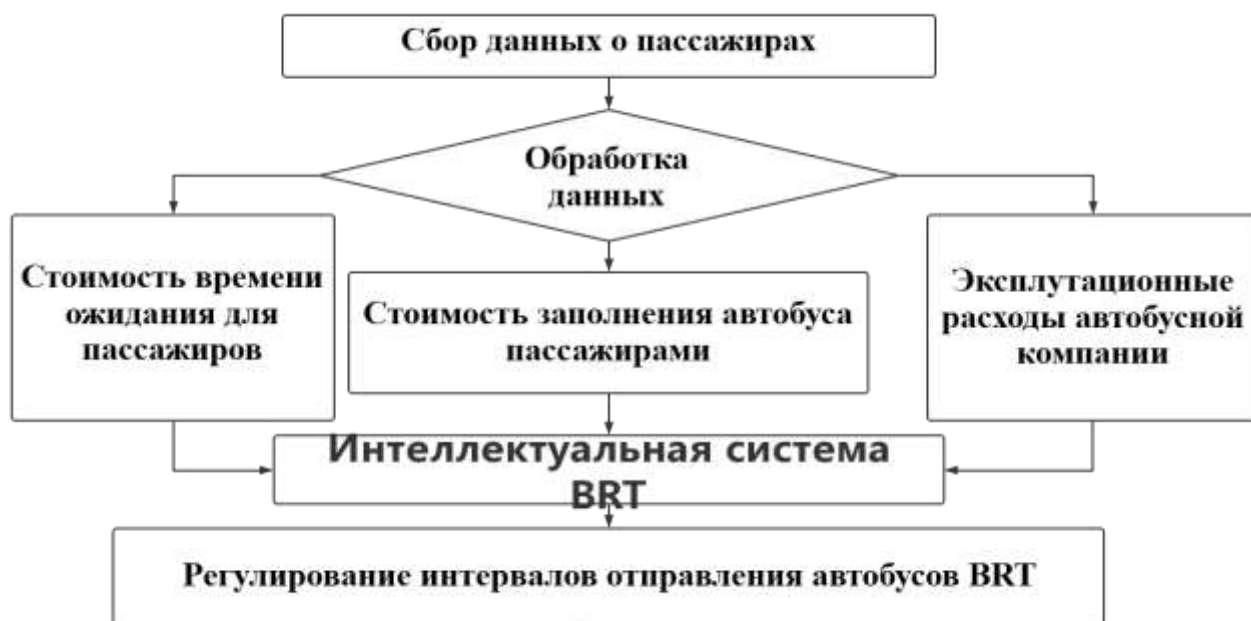 Сбор данных о пассажирах
Обработка
данных
Стоимость времени
ожидания для
пассажиров
Стоимость заполнения автобуса
пассажирами
Эксплутационные
расходы автобусной
компании
Интеллектуальная система
BRT
Регулирование интервалов отправления автобусов BRT